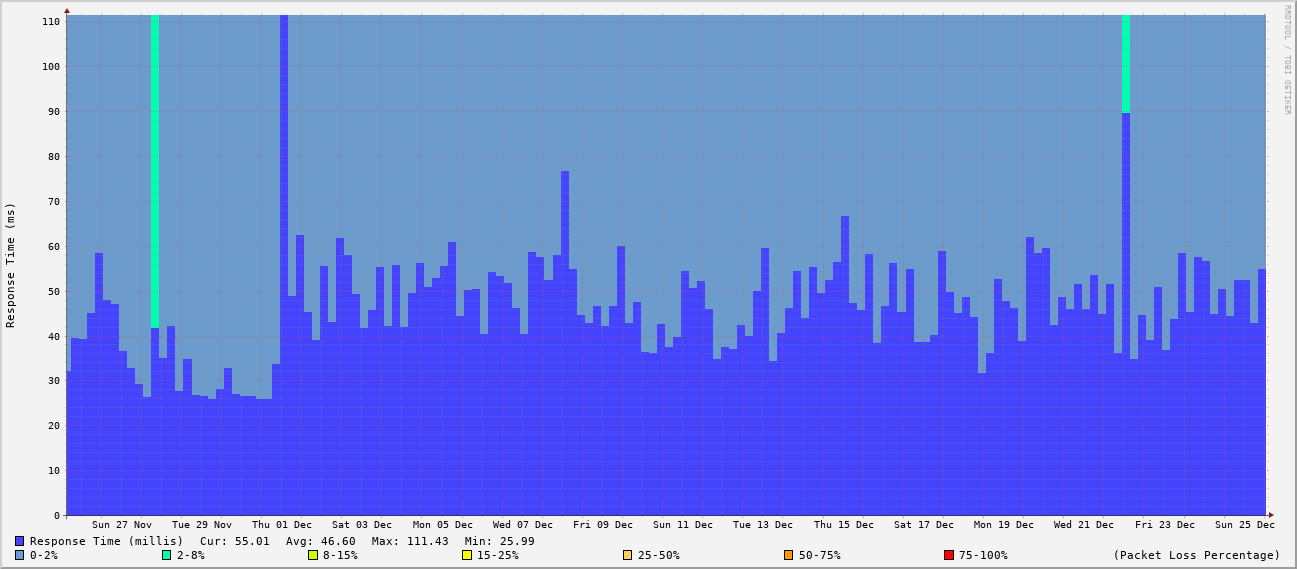 RRDTOOL / TOBI OETIKER
Response Time (ms)
110
100
90
80
70
60
50
40
30
20
10
0
Sun 27 Nov Tue 29 Nov Thu 01 Dec Sat 03 Dec Mon 05 Dec Wed 07 Dec Fri 09 Dec Sun 11 Dec Tue 13 Dec Thu 15 Dec Sat 17 Dec Mon 19 Dec Wed 21 Dec Fri 23 Dec Sun 25 Dec
Response Time (millis) Cur: 55.01 Avg: 46.60 Max: 111.43 Min: 25.99
0-2% 2-8% 8-15% 15-25% 25-50% 50-75% 75-100% (Packet Loss Percentage)